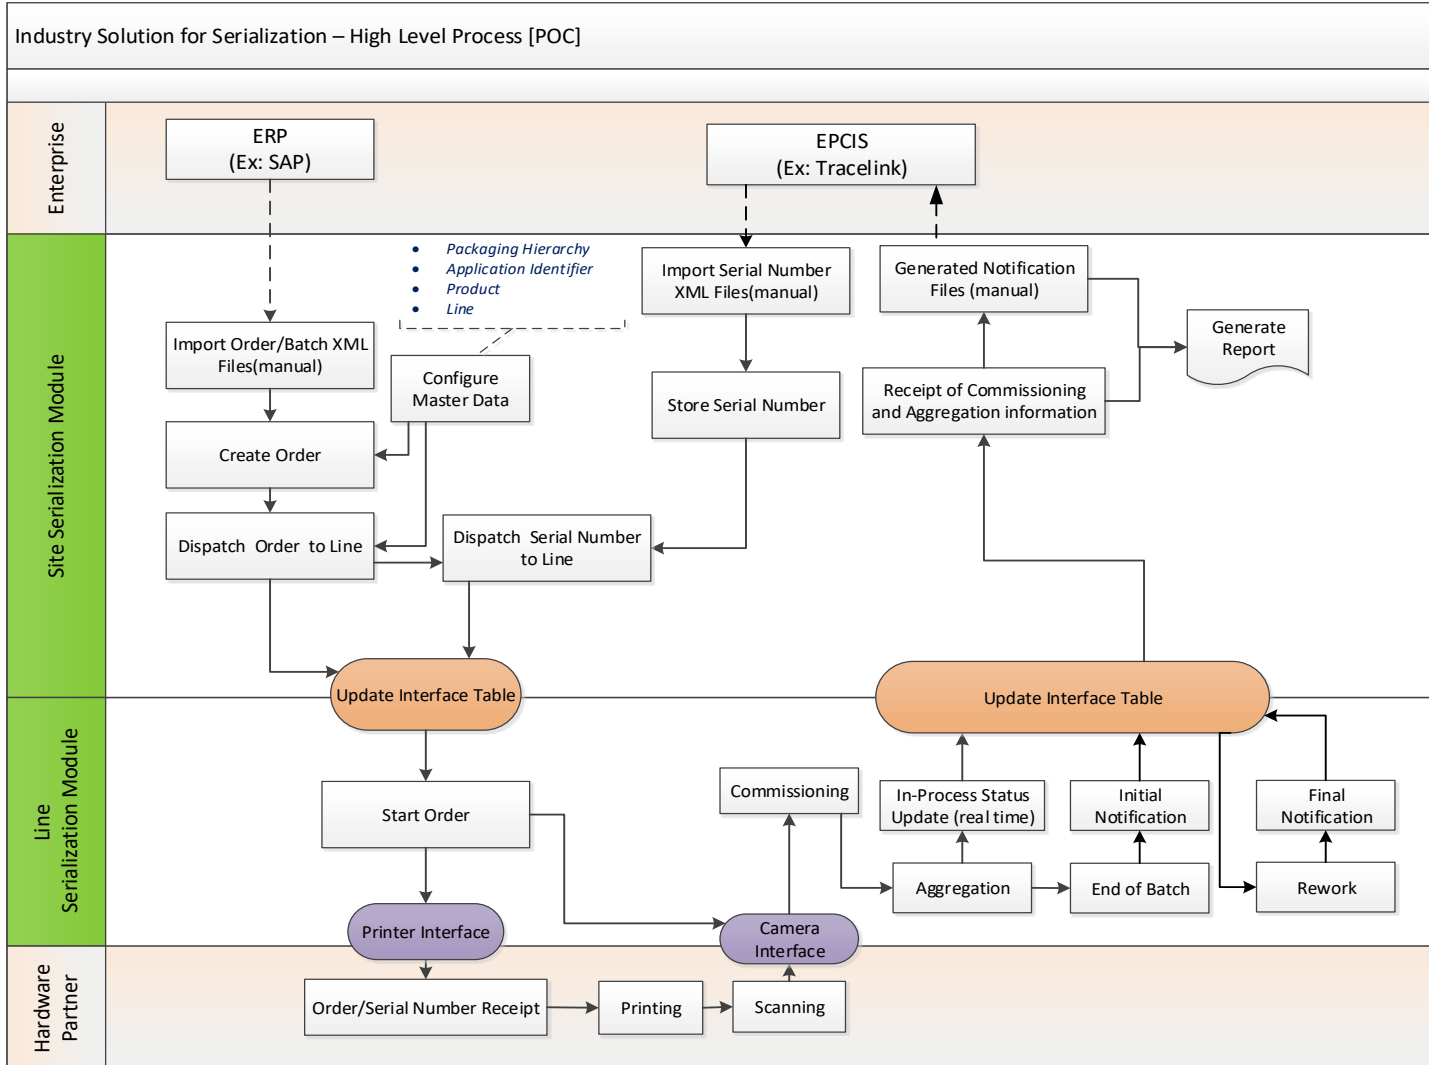 Industry Solution for Serialization – High Level Process [POC]
Enterprise
ERP
(Ex: SAP)
EPCIS
(Ex: Tracelink)
Site Serialization Module
Packaging Hierarchy
Application Identifier
Product
Line
Import Serial Number
XML Files(manual)
Generated Notification
Files (manual)
Generate
Report
Import Order/Batch XML
Files(manual)
Configure
Master Data
Store Serial Number
Receipt of Commissioning
and Aggregation information
Create Order
Dispatch Order to Line
Dispatch Serial Number
to Line
Update Interface Table
Update Interface Table
Line
Serialization Module
Start Order
Commissioning
In-Process Status
Update (real time)
Initial
Notification
Final
Notification
Aggregation
End of Batch
Rework
Printer Interface
Camera
Interface
Hardware
Partner
Order/Serial Number Receipt
Printing
Scanning